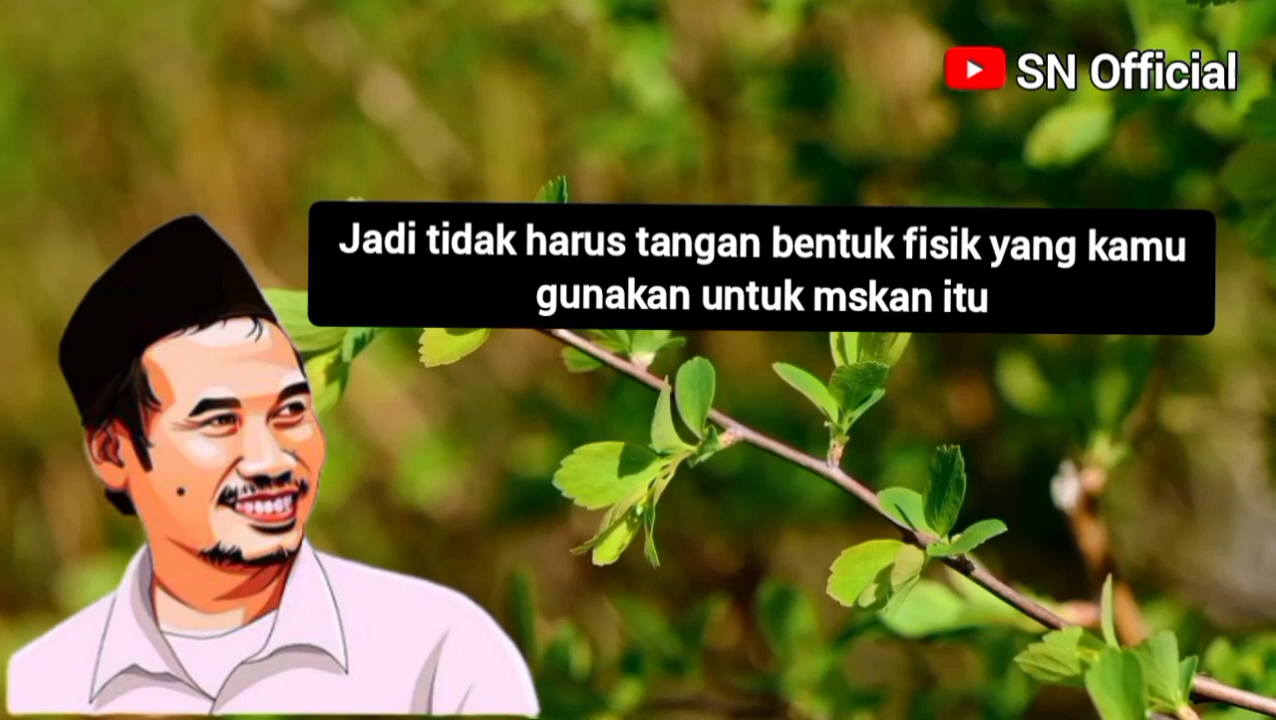 SN Official
Jadi tidak harus tangan bentuk fisik yang kamu
gunakan untuk mskan itu